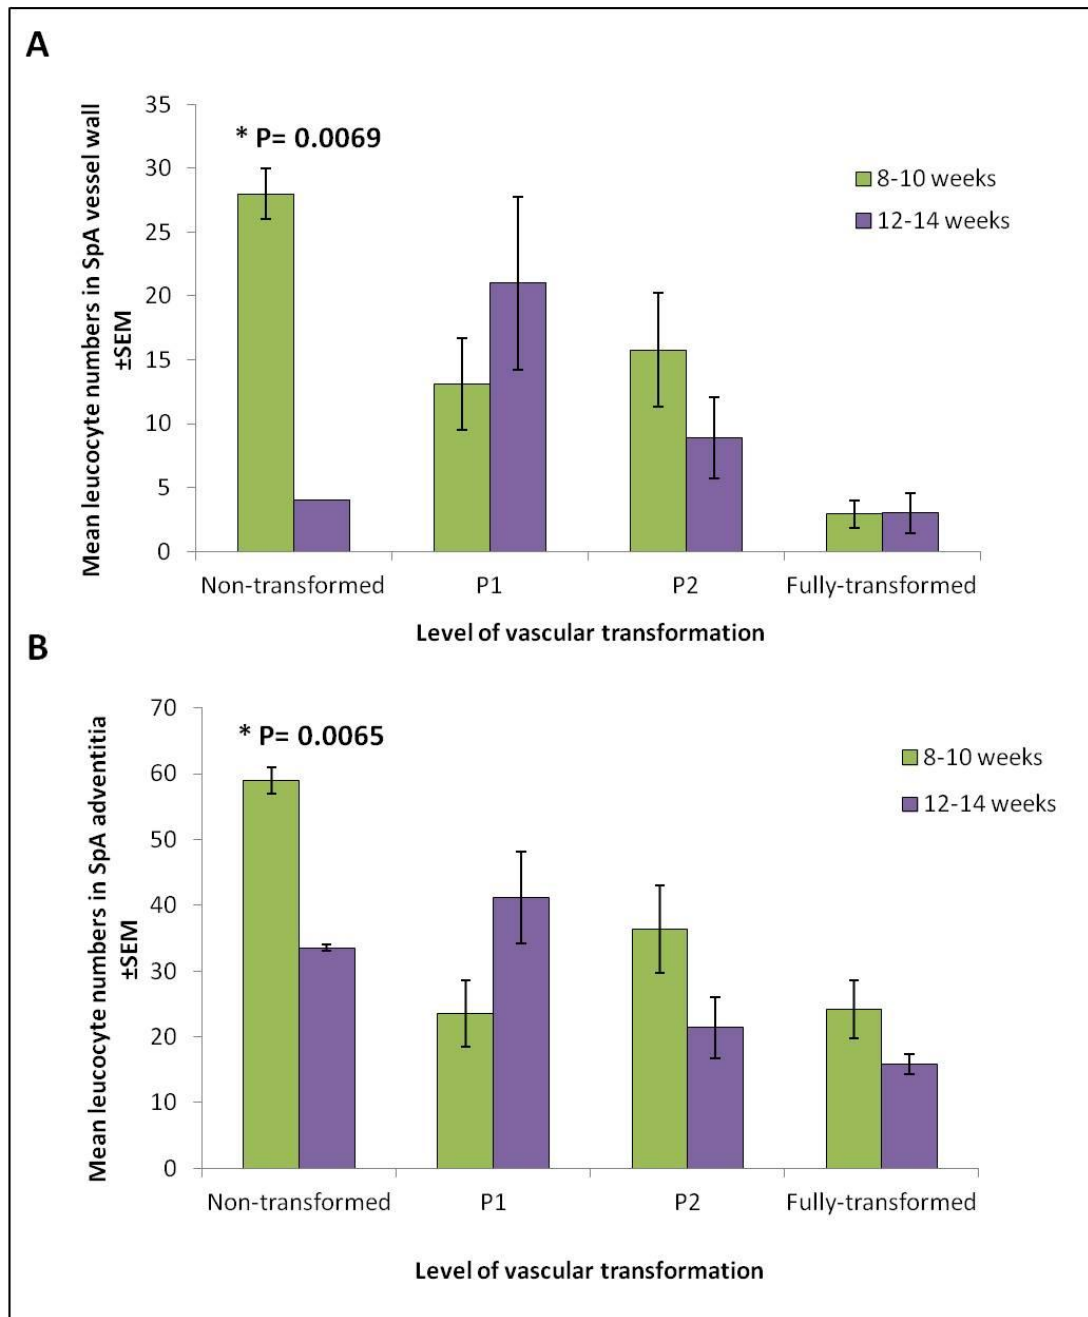 A
Mean leucocyte numbers in SpA vessel wall
±SEM
35
30
25
20
15
10
5
0
* P= 0.0069
8-10 weeks
12-14 weeks
Non-transformed P1 P2 Fully-transformed
Level of vascular transformation
B
Mean leucocyte numbers in SpA adventitia
±SEM
70
60
50
40
30
20
10
0
* P= 0.0065
8-10 weeks
12-14 weeks
Non-transformed P1 P2 Fully-transformed
Level of vascular transformation